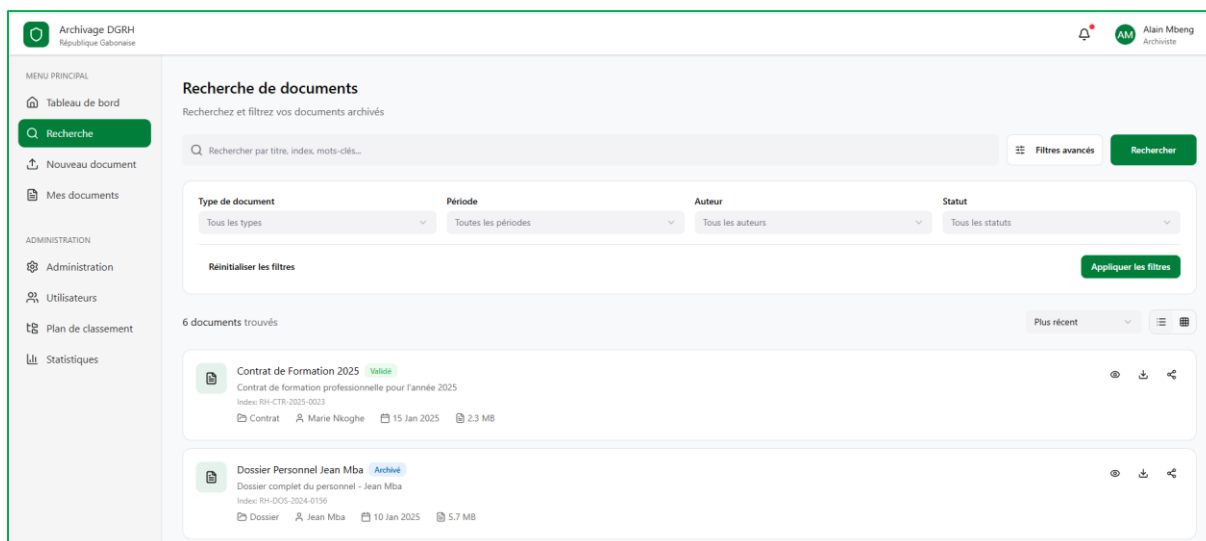 Archivage DGRH
République Gabonaise
AM
Alain Mbeng
Archiviste
MENU PRINCIPAL
Tableau de bord
Recherche
Nouveau document
Mes documents
ADMINISTRATION
Administration
Utilisateurs
Plan de classement
Statistiques
Recherche de documents
Recherchez et filtrez vos documents archivés
Rechercher par titre, index, mots-clés...
Filtres avancés
Rechercher
Type de document
Tous les types
Période
Toutes les périodes
Auteur
Tous les auteurs
Statut
Tous les statuts
Réinitialiser les filtres
Appliquer les filtres
6 documents trouvés
Plus récent
Contrat de Formation 2025 Validé
Contrat de formation professionnelle pour l'année 2025
Index: RH-CTR-2025-0023
Contrat Marie Nkoghe 15 Jan 2025 2.3 MB
Dossier Personnel Jean Mba Archivé
Dossier complet du personnel - Jean Mba
Index: RH-DOS-2024-0156
Dossier Jean Mba 10 Jan 2025 5.7 MB